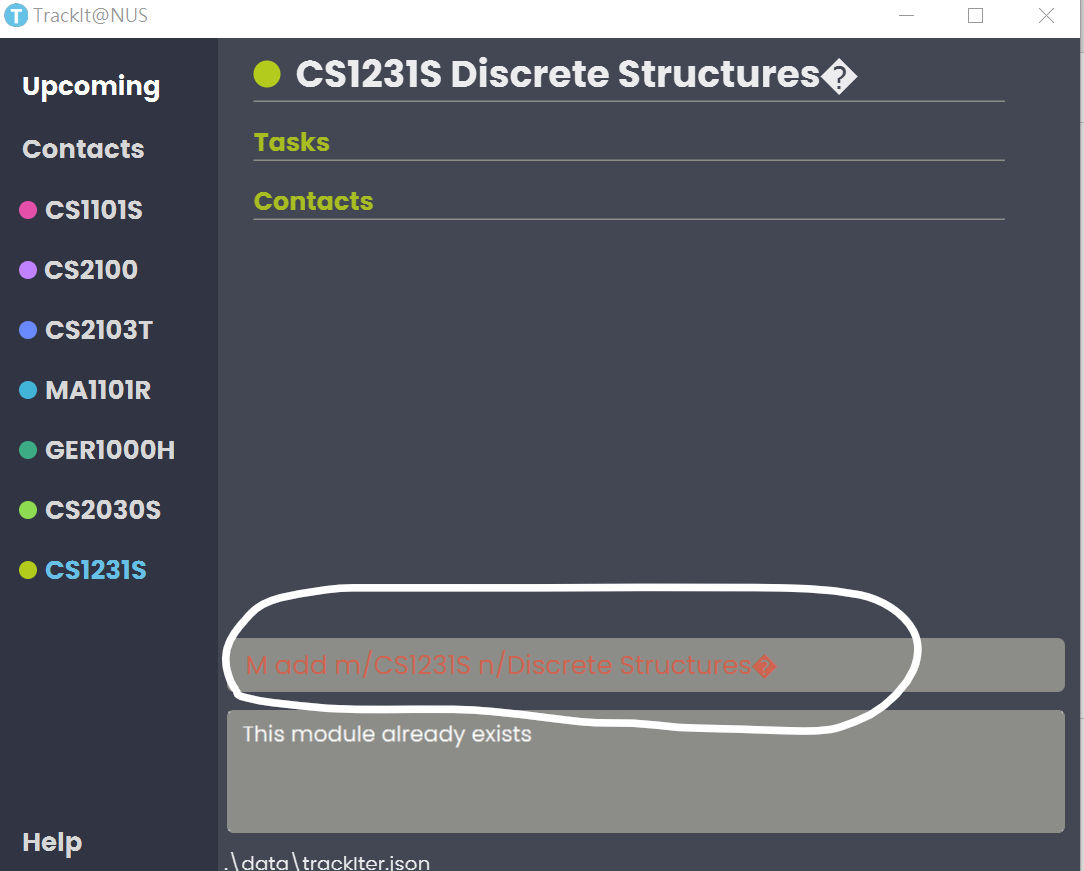 TrackIt@NUS
Upcoming
Contacts
CS1101S
CS2100
CS2103T
MA1101R
GER1000H
CS2030S
CS1231S
Help
CS1231S Discrete Structures�
Tasks
Contacts
M add m/CS1231S n/Discrete Structures�
This module already exists
.\data\trackIter.json